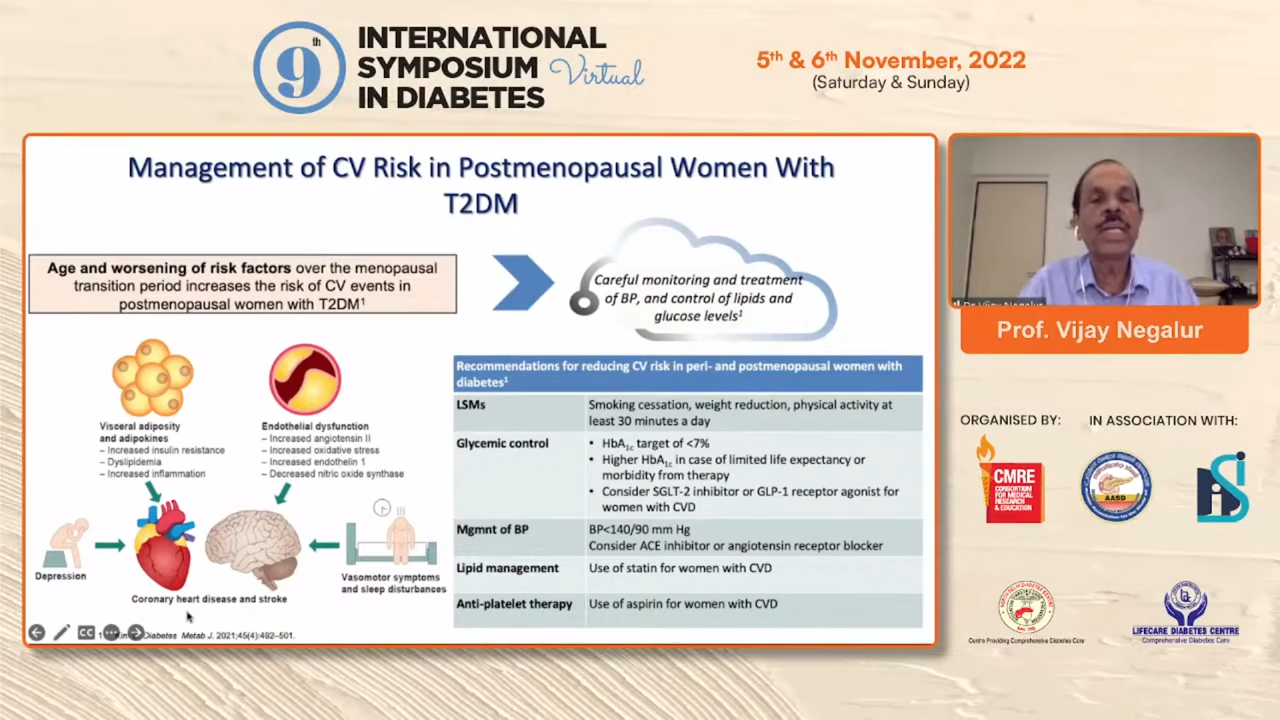 9th
INTERNATIONAL
SYMPOSIUM Virtual
IN DIABETES
5th & 6th November, 2022
(Saturday & Sunday)
Management of CV Risk in Postmenopausal Women With
T2DM
Age and worsening of risk factors over the menopausal
transition period increases the risk of CV events in
postmenopausal women with T2DM1
Careful monitoring and treatment
of BP, and control of lipids and
glucose levels1
Visceral adiposity
and adipokines
– Increased insulin resistance
– Dyslipidemia
– Increased inflammation
Endothelial dysfunction
– Increased angiotensin II
– Increased oxidative stress
– Increased endothelin 1
– Decreased nitric oxide synthase
Depression
Vasomotor symptoms
and sleep disturbances
Coronary heart disease and stroke
Recommendations for reducing CV risk in peri- and postmenopausal women with
diabetes1
LSMs
Smoking cessation, weight reduction, physical activity at
least 30 minutes a day
Glycemic control
• HbA1c target of <7%
• Higher HbA1c in case of limited life expectancy or
morbidity from therapy
• Consider SGLT-2 inhibitor or GLP-1 receptor agonist for
women with CVD
Mgmnt of BP
BP<140/90 mm Hg
Consider ACE inhibitor or angiotensin receptor blocker
Lipid management
Use of statin for women with CVD
Anti-platelet therapy
Use of aspirin for women with CVD
CC
Diabetes Metab J. 2021;45(4):492–501.
Dr Vijay Negalur
Prof. Vijay Negalur
ORGANISED BY:
IN ASSOCIATION WITH:
CMRE
CONSORTIUM
FOR MEDICAL
RESEARCH
& EDUCATION
AASD
Centre Providing Comprehensive Diabetes Care
LIFECARE DIABETES CENTRE
Comprehensive Diabetes Care